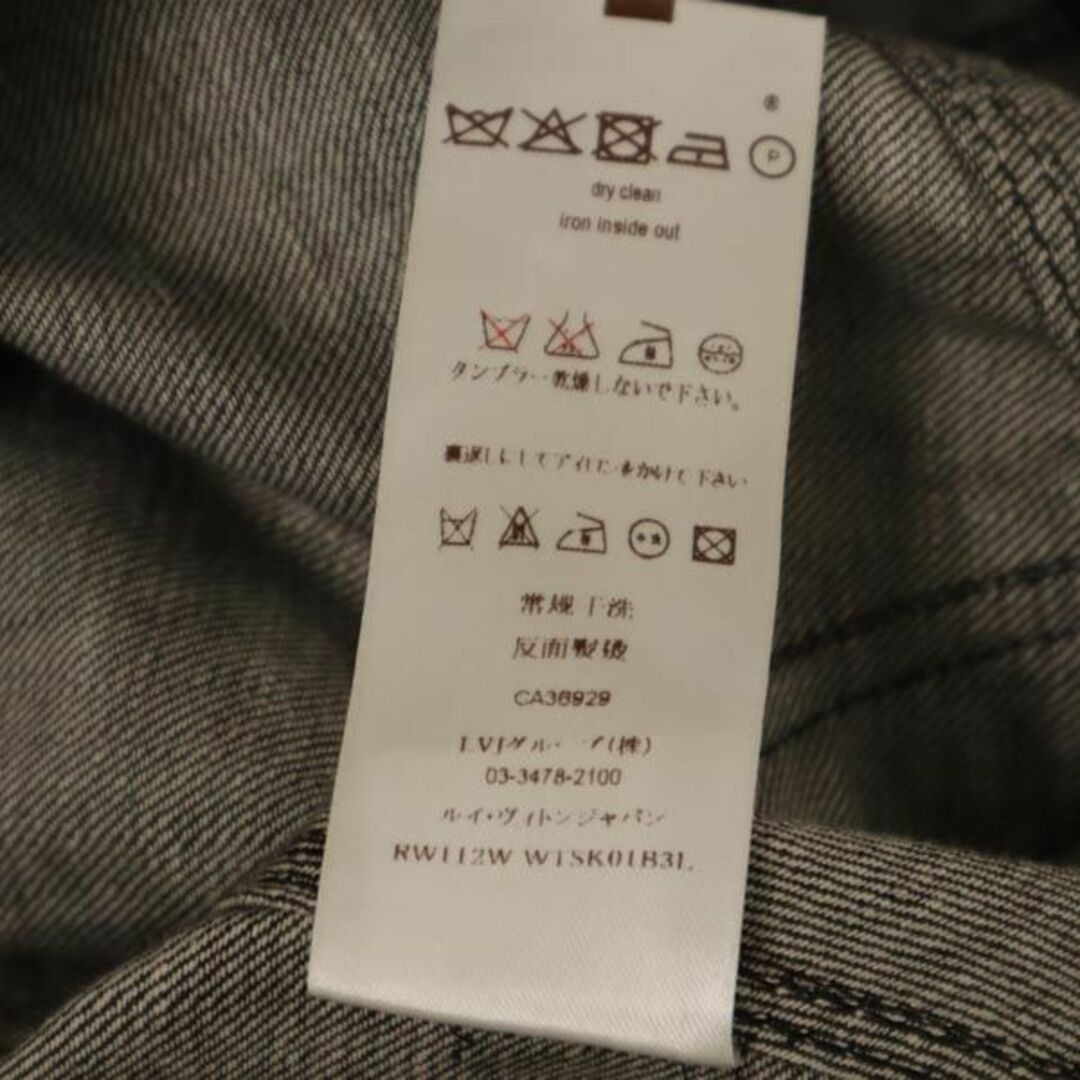 ®
P
dry clean
iron inside out
タンブラー乾燥しないで下さい。
裏返しにしてアイロンをかけて下さい
常规干洗
反面熨烫
CA36929
LVJグループ(株)
03-3478-2100
ルイ・ヴィトンジャパン
RW112W W1SK01B3L